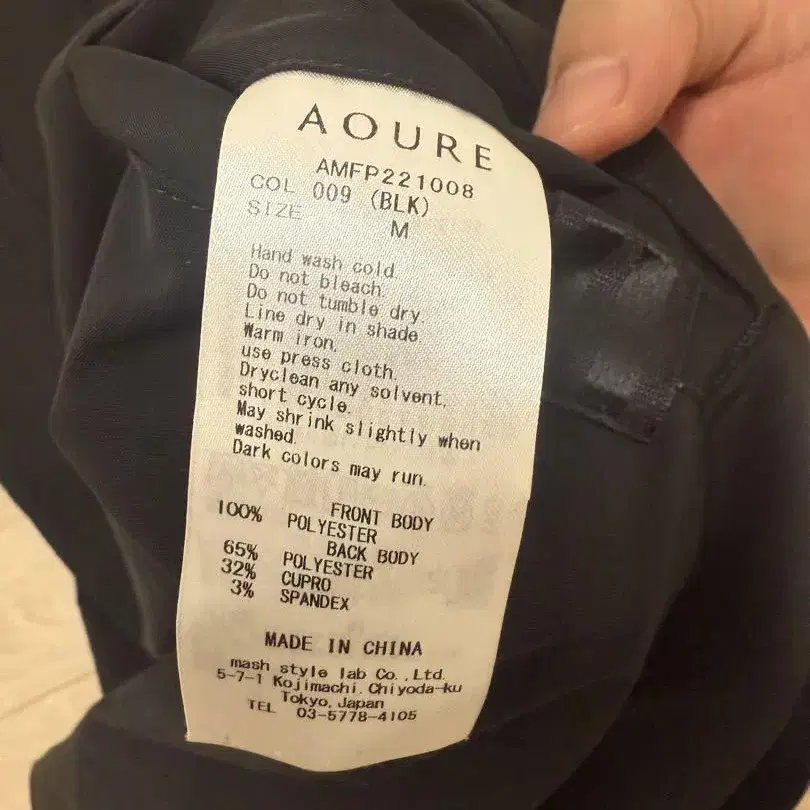 AOURE
AMFP221008
COL 009 (BLK)
SIZE M
Hand wash cold
Do not bleach.
Do not tumble dry.
Line dry in shade.
Warm iron,
use press cloth.
Dryclean any solvent,
short cycle.
May shrink slightly when
washed.
Dark colors may run.
FRONT BODY
100% POLYESTER
BACK BODY
65% POLYESTER
32% CUPRO
3% SPANDEX
MADE IN CHINA
mash style lab Co.,Ltd.
5-7-1 Kojimachi, Chiyoda-ku
Tokyo, Japan
TEL 03-5778-4105